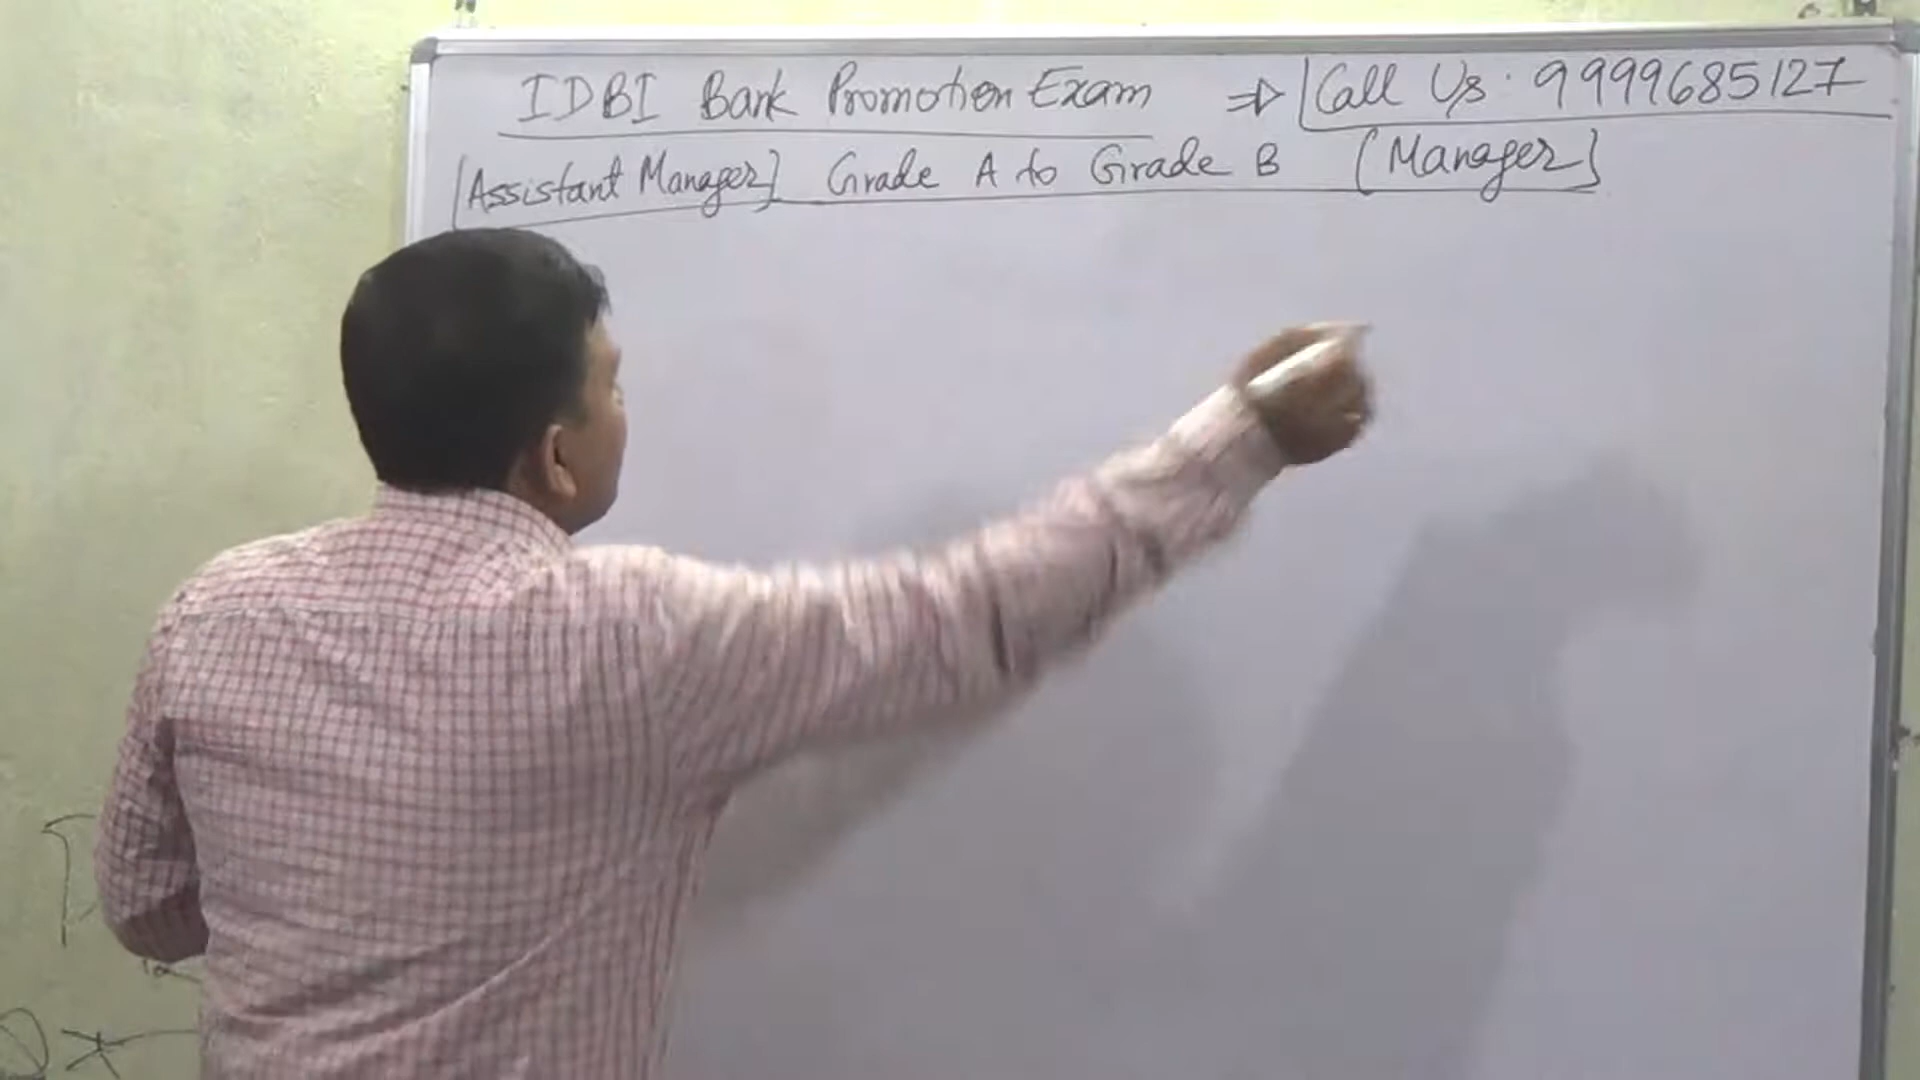 IDBI Bank Promotion Exam ⇒ Call Us: 9999685127
[Assistant Manager] Grade A to Grade B [Manager]